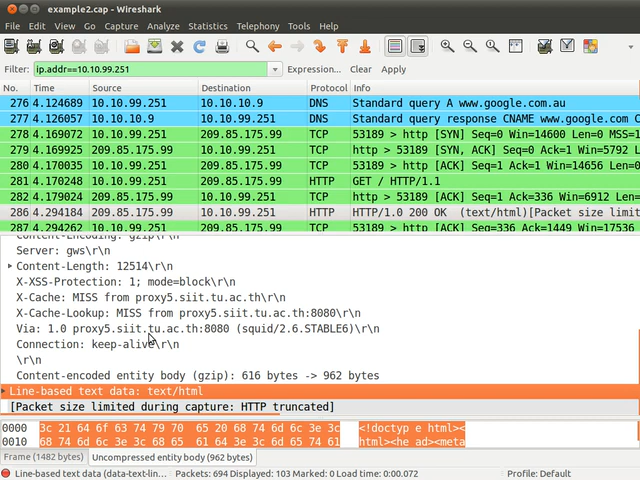 example2.cap - Wireshark
File Edit View Go Capture Analyze Statistics Telephony Tools Help
Filter: ip.addr==10.10.99.251 Expression... Clear Apply
No. Time Source Destination Protocol Info
276 4.124689 10.10.99.251 10.10.10.9 DNS Standard query A www.google.com.au
277 4.126057 10.10.10.9 10.10.99.251 DNS Standard query response CNAME www.google.com C
278 4.169072 10.10.99.251 209.85.175.99 TCP 53189 > http [SYN] Seq=0 Win=14600 Len=0 MSS=1
279 4.169925 209.85.175.99 10.10.99.251 TCP http > 53189 [SYN, ACK] Seq=0 Ack=1 Win=5792 L
280 4.170035 10.10.99.251 209.85.175.99 TCP 53189 > http [ACK] Seq=1 Ack=1 Win=14656 Len=0
281 4.170248 10.10.99.251 209.85.175.99 HTTP GET / HTTP/1.1
282 4.179024 209.85.175.99 10.10.99.251 TCP http > 53189 [ACK] Seq=1 Ack=336 Win=6912 Len=
286 4.294184 209.85.175.99 10.10.99.251 HTTP HTTP/1.0 200 OK (text/html)[Packet size limit
287 4.294262 10.10.99.251 209.85.175.99 TCP 53189 > http [ACK] Seq=336 Ack=1449 Win=17536
Content-Encoding: gzip\r\n
Server: gws\r\n
Content-Length: 12514\r\n
X-XSS-Protection: 1; mode=block\r\n
X-Cache: MISS from proxy5.siit.tu.ac.th\r\n
X-Cache-Lookup: MISS from proxy5.siit.tu.ac.th:8080\r\n
Via: 1.0 proxy5.siit.tu.ac.th:8080 (squid/2.6.STABLE6)\r\n
Connection: keep-alive\r\n
\r\n
Content-encoded entity body (gzip): 616 bytes -> 962 bytes
Line-based text data: text/html
[Packet size limited during capture: HTTP truncated]
0000 3c 21 64 6f 63 74 79 70 65 20 68 74 6d 6c 3e 3c <!doctyp e html><
0010 68 74 6d 6c 3e 3c 68 65 61 64 3e 3c 6d 65 74 61 html><he ad><meta
Frame (1482 bytes) Uncompressed entity body (962 bytes)
Line-based text data (data-text-lin... Packets: 694 Displayed: 103 Marked: 0 Load time: 0:00.072 Profile: Default